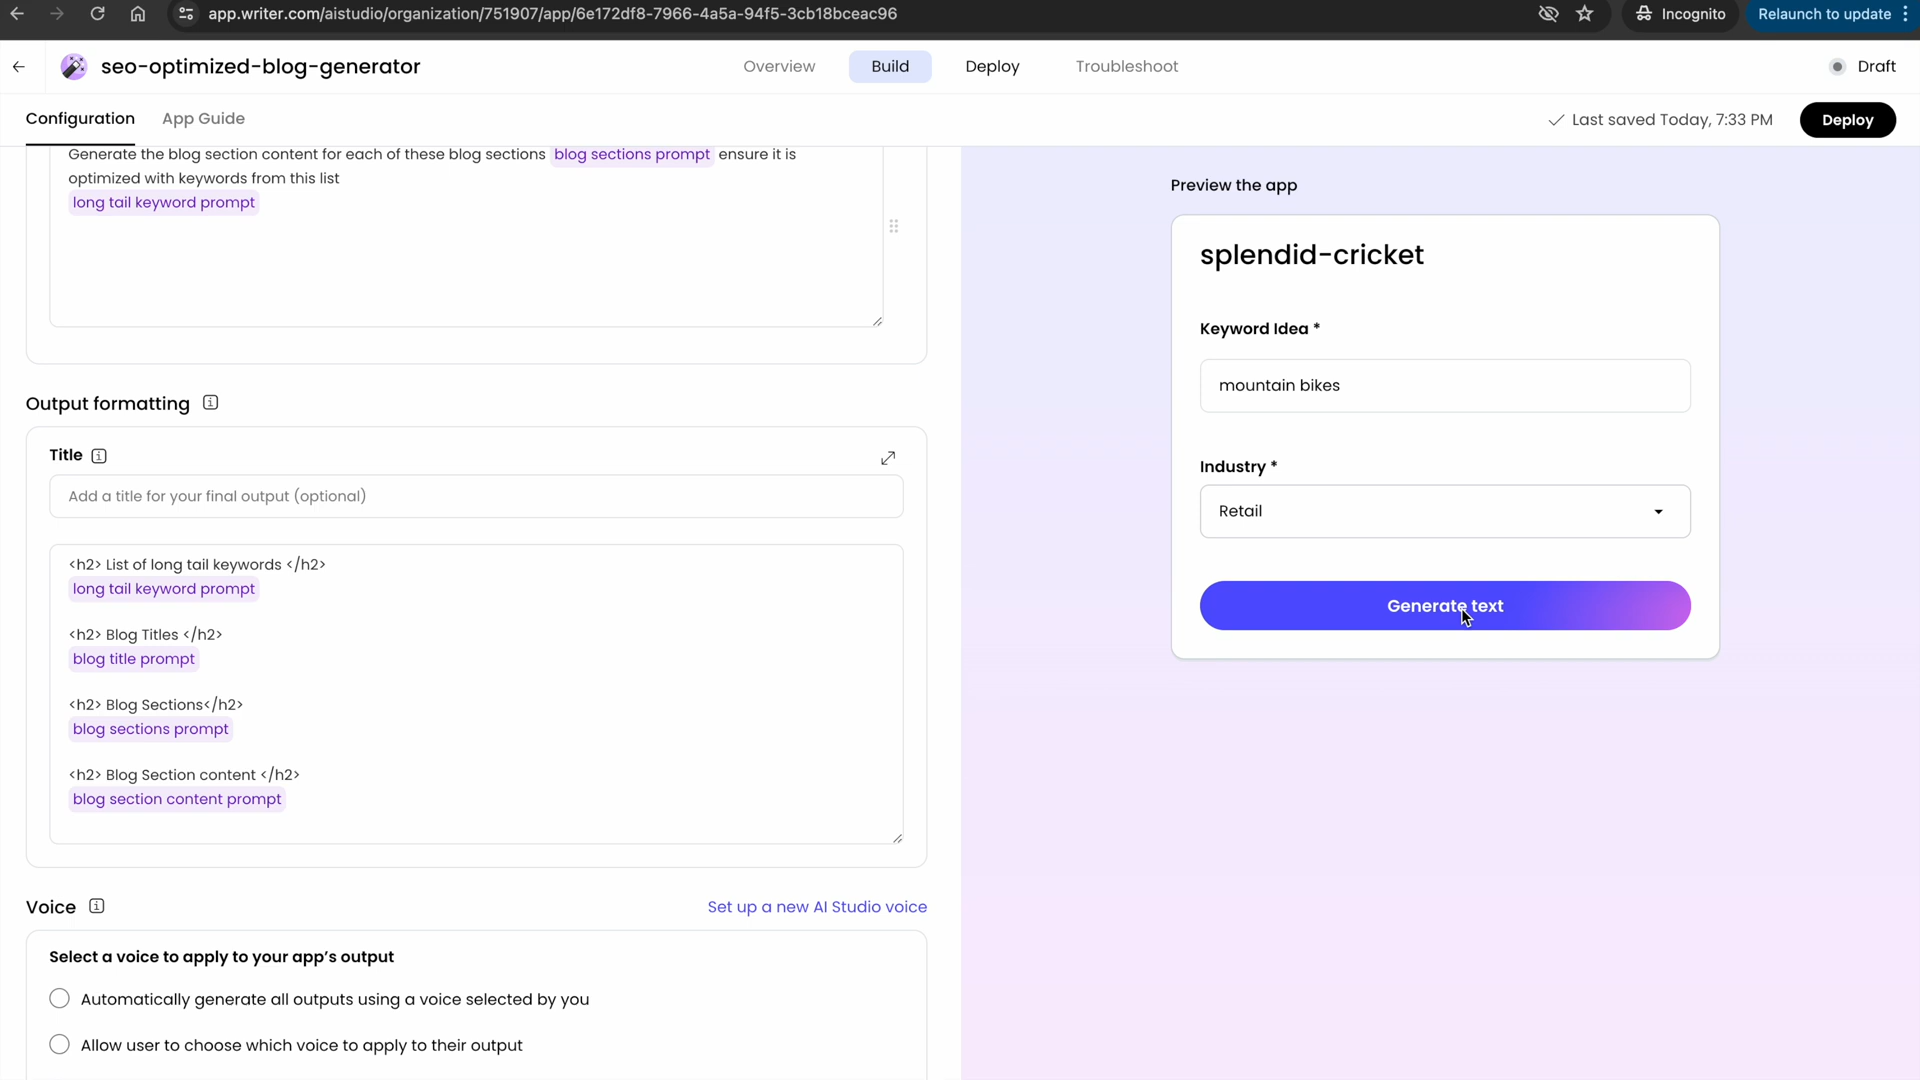 app.writer.com/aistudio/organization/751907/app/6e172df8-7966-4a5a-94f5-3cb18bceac96
Incognito
Relaunch to update
seo-optimized-blog-generator
Overview
Build
Deploy
Troubleshoot
Draft
Configuration
App Guide
Last saved Today, 7:33 PM
Deploy
Generate the blog section content for each of these blog sections blog sections prompt ensure it is
optimized with keywords from this list
long tail keyword prompt
Output formatting
Title
Add a title for your final output (optional)
<h2> List of long tail keywords </h2>
long tail keyword prompt
<h2> Blog Titles </h2>
blog title prompt
<h2> Blog Sections</h2>
blog sections prompt
<h2> Blog Section content </h2>
blog section content prompt
Voice
Set up a new AI Studio voice
Select a voice to apply to your app's output
Automatically generate all outputs using a voice selected by you
Allow user to choose which voice to apply to their output
Preview the app
splendid-cricket
Keyword Idea *
mountain bikes
Industry *
Retail
Generate text